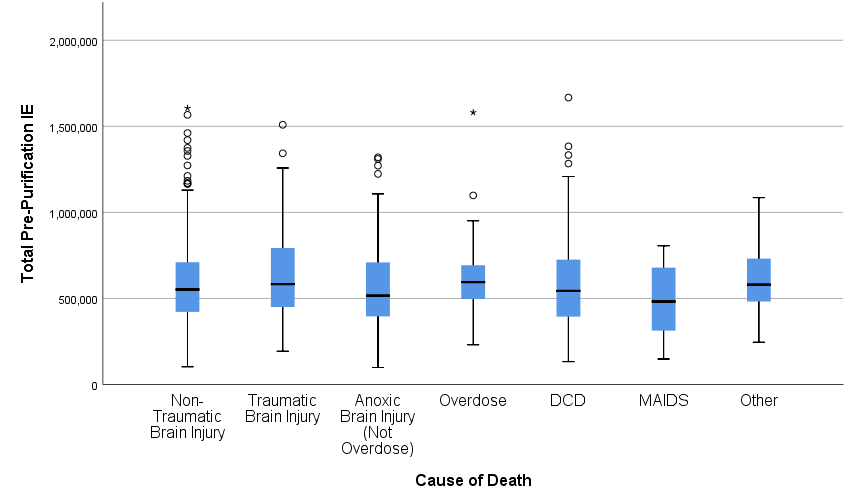 Total Pre-Purification IE
2,000,000
1,500,000
1,000,000
500,000
0
Non-
Traumatic
Brain Injury
Traumatic
Brain Injury
Anoxic
Brain Injury
(Not
Overdose)
Overdose
DCD
MAIDS
Other
Cause of Death